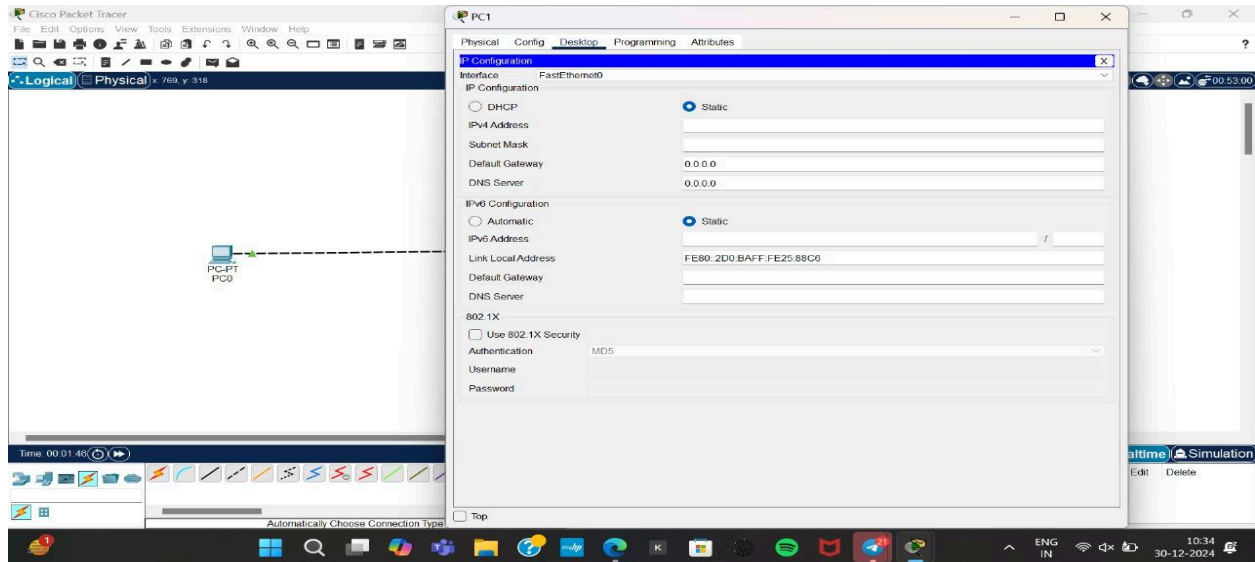 Cisco Packet Tracer
File Edit Options View Tools Extensions Window Help
Logical Physical x: 769, y: 318
PC-PT
PC0
Time: 00:01:46
Automatically Choose Connection Type
PC1
Physical Config Desktop Programming Attributes
IP Configuration X
Interface FastEthernet0
IP Configuration
DHCP Static
IPv4 Address
Subnet Mask
Default Gateway 0.0.0.0
DNS Server 0.0.0.0
IPv6 Configuration
Automatic Static
IPv6 Address /
Link Local Address FE80::2D0:BAFF:FE25:88C6
Default Gateway
DNS Server
802.1X
Use 802.1X Security
Authentication MD5
Username
Password
Top
?
00:53:00
altime Simulation
Edit Delete
1
myhp
K
21
ENG
IN
10:34
30-12-2024